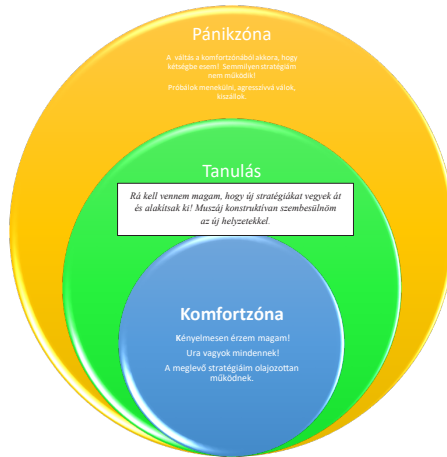 Pánikzóna
A váltás a komfortzónából akkora, hogy
kétségbe esem! Semmilyen stratégiám
nem működik!
Próbálok menekülni, agresszívvá válok,
kiszállok.
Tanulás
Rá kell vennem magam, hogy új stratégiákat vegyek át
és alakítsak ki! Muszáj konstruktívan szembesülnöm
az új helyzetekkel.
Komfortzóna
Kényelmesen érzem magam!
Ura vagyok mindennek!
A meglevő stratégiáim olajozottan
működnek.